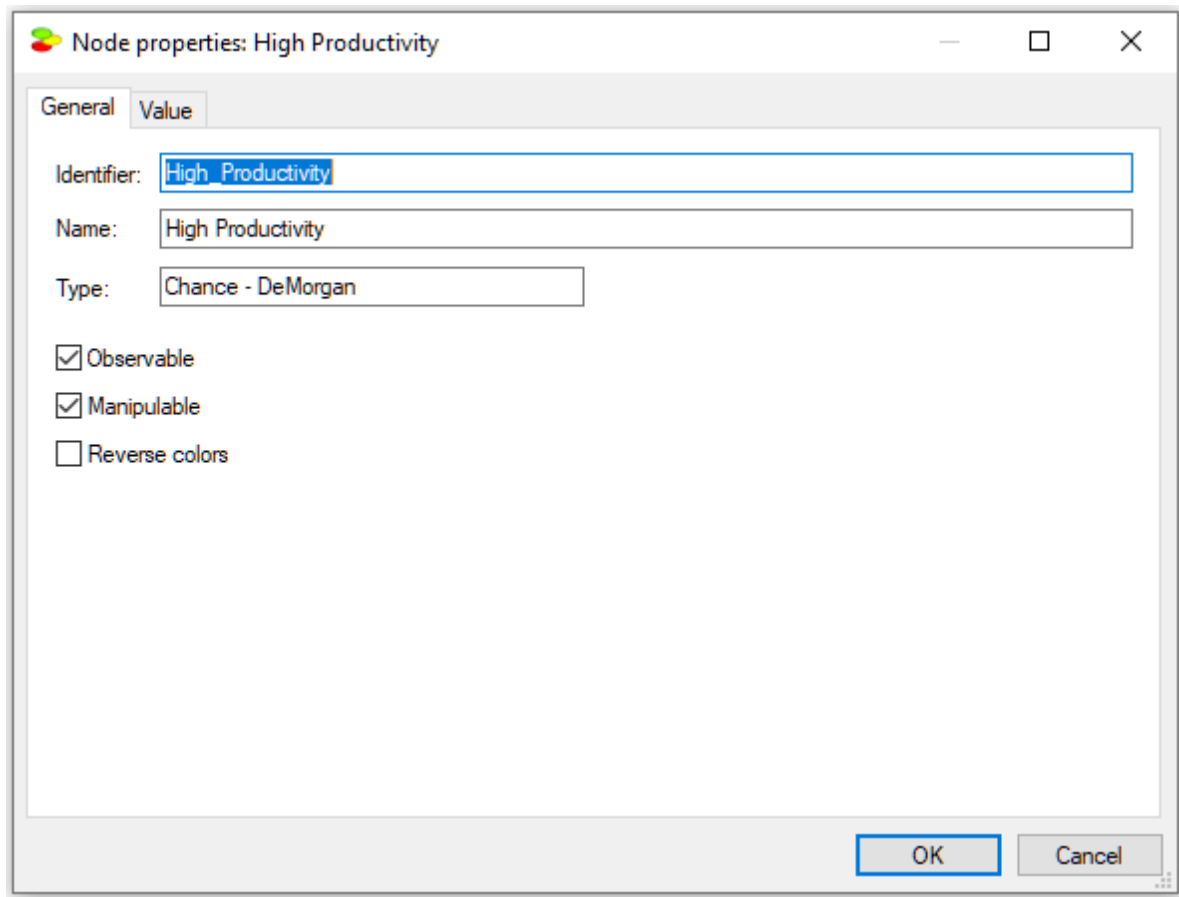 Node properties: High Productivity
General Value
Identifier: High_Productivity
Name: High Productivity
Type: Chance - DeMorgan
Observable
Manipulable
Reverse colors
OK Cancel